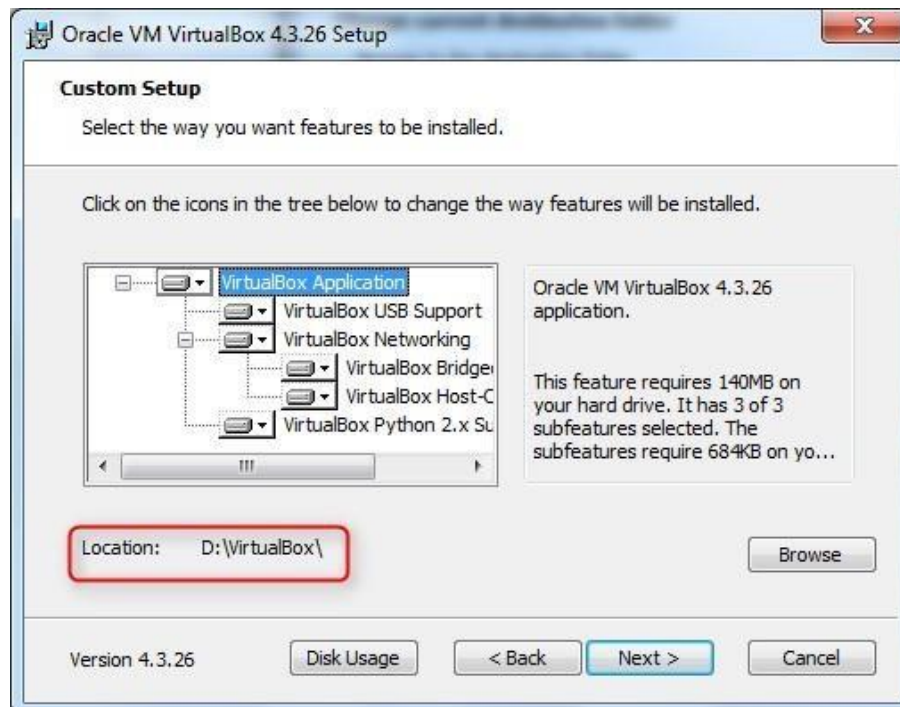 Oracle VM VirtualBox 4.3.26 Setup
Custom Setup
Select the way you want features to be installed.
Click on the icons in the tree below to change the way features will be installed.
VirtualBox Application
VirtualBox USB Support
VirtualBox Networking
VirtualBox Bridge
VirtualBox Host-C
VirtualBox Python 2.x Su
Oracle VM VirtualBox 4.3.26
application.
This feature requires 140MB on
your hard drive. It has 3 of 3
subfeatures selected. The
subfeatures require 684KB on yo...
Location: D:\VirtualBox\
Browse
Version 4.3.26
Disk Usage
< Back
Next >
Cancel